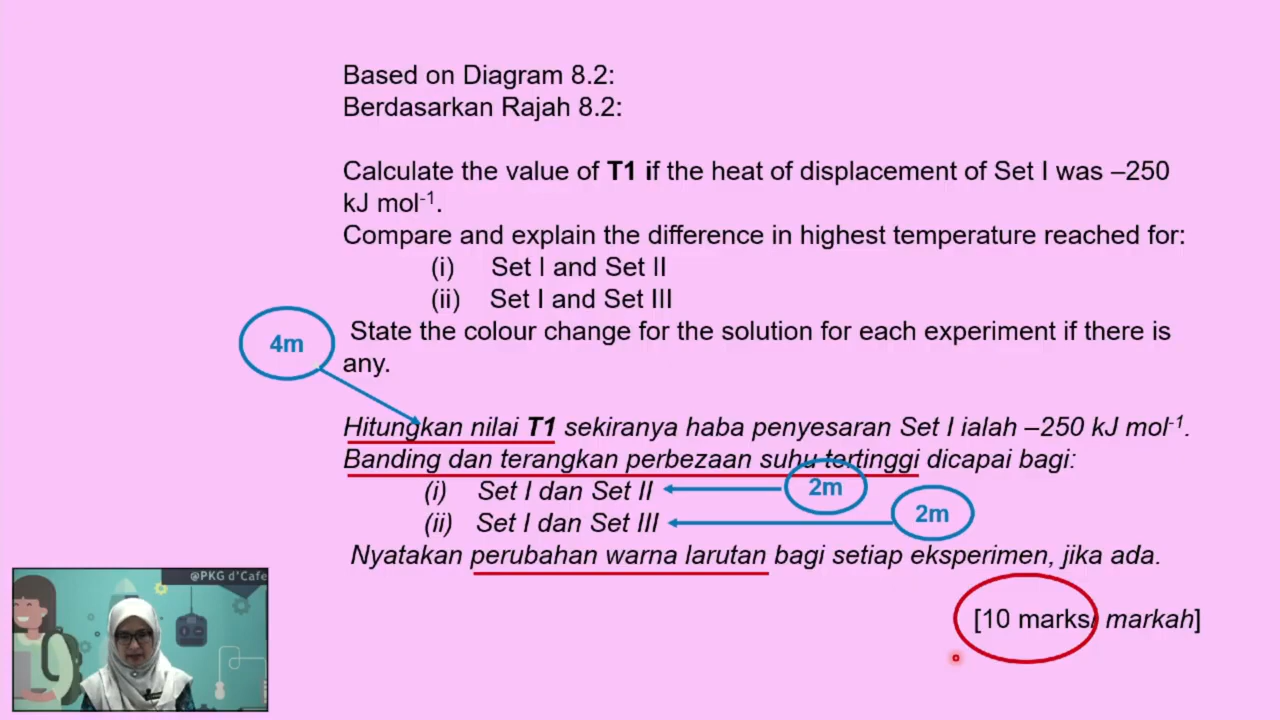 Based on Diagram 8.2:
Berdasarkan Rajah 8.2:
Calculate the value of T1 if the heat of displacement of Set I was –250
kJ mol-1.
Compare and explain the difference in highest temperature reached for:
(i) Set I and Set II
(ii) Set I and Set III
State the colour change for the solution for each experiment if there is
any.
4m
Hitungkan nilai T1 sekiranya haba penyesaran Set I ialah –250 kJ mol-1.
Banding dan terangkan perbezaan suhu tertinggi dicapai bagi:
(i) Set I dan Set II
2m
(ii) Set I dan Set III
2m
Nyatakan perubahan warna larutan bagi setiap eksperimen, jika ada.
[10 marks/ markah]
@PKG d'Cafe